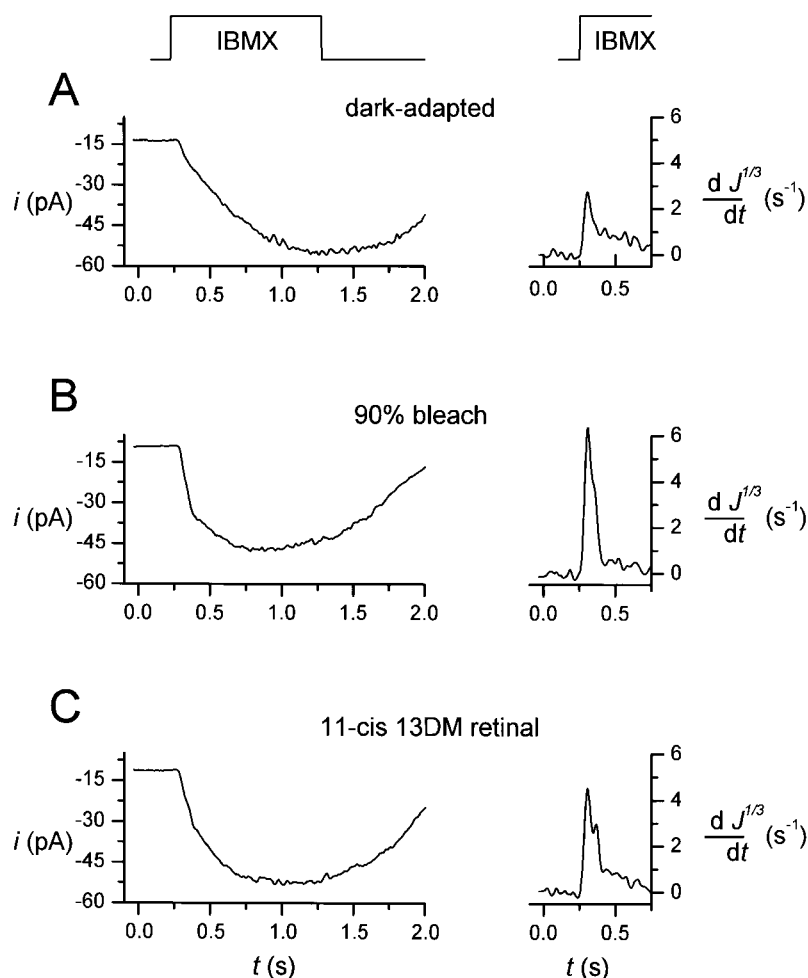 IBMX IBMX
A
dark-adapted
i (pA)
-15
-30
-45
-60
0.0 0.5 1.0 1.5 2.0
6
4
2
0
d J^1/3 / dt (s^-1)
0.0 0.5
B
90% bleach
i (pA)
-15
-30
-45
-60
0.0 0.5 1.0 1.5 2.0
6
4
2
0
d J^1/3 / dt (s^-1)
0.0 0.5
C
11-cis 13DM retinal
i (pA)
-15
-30
-45
-60
0.0 0.5 1.0 1.5 2.0
t (s)
6
4
2
0
d J^1/3 / dt (s^-1)
0.0 0.5
t (s)